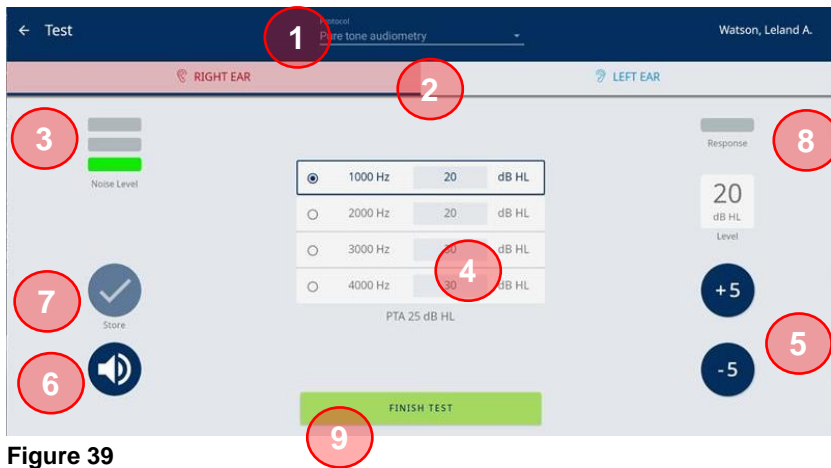 Protocol
← Test
1
Pure tone audiometry
Watson, Leland A.
RIGHT EAR
2
LEFT EAR
3
8
Noise Level
Response
1000 Hz 20 dB HL
2000 Hz 20 dB HL
3000 Hz 30 dB HL
4000 Hz 30 dB HL
4
PTA 25 dB HL
20
dB HL
Level
7
Store
+5
5
6
-5
FINISH TEST
9
Figure 39